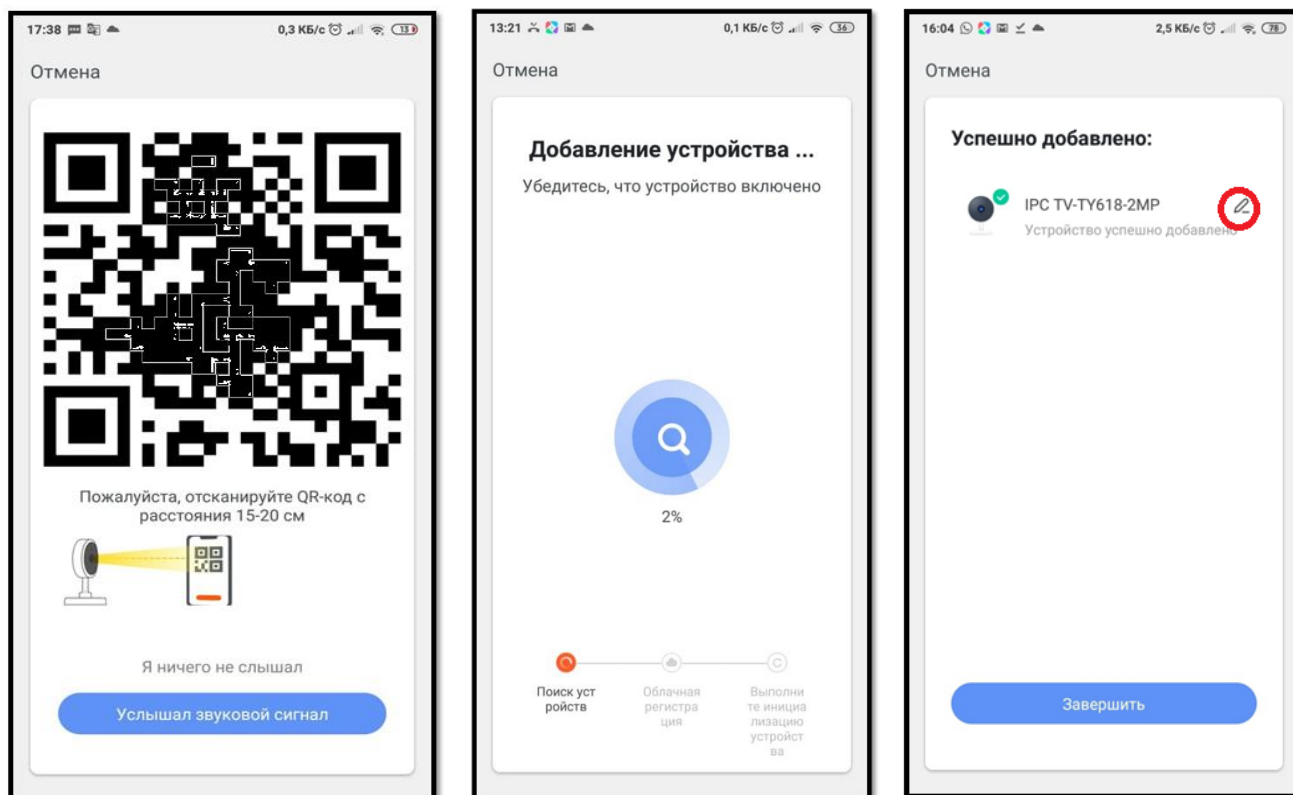 17:38
0,3 КБ/с
13
Отмена
Пожалуйста, отсканируйте QR-код с
расстояния 15-20 см
Я ничего не слышал
Услышал звуковой сигнал
13:21
0,1 КБ/с
36
Отмена
Добавление устройства ...
Убедитесь, что устройство включено
2%
Поиск уст
ройств
Облачная
регистра
ция
Выполни
те инициа
лизацию
устройст
ва
16:04
2,5 КБ/с
78
Отмена
Успешно добавлено:
IPC TV-TY618-2MP
Устройство успешно добавлено
Завершить